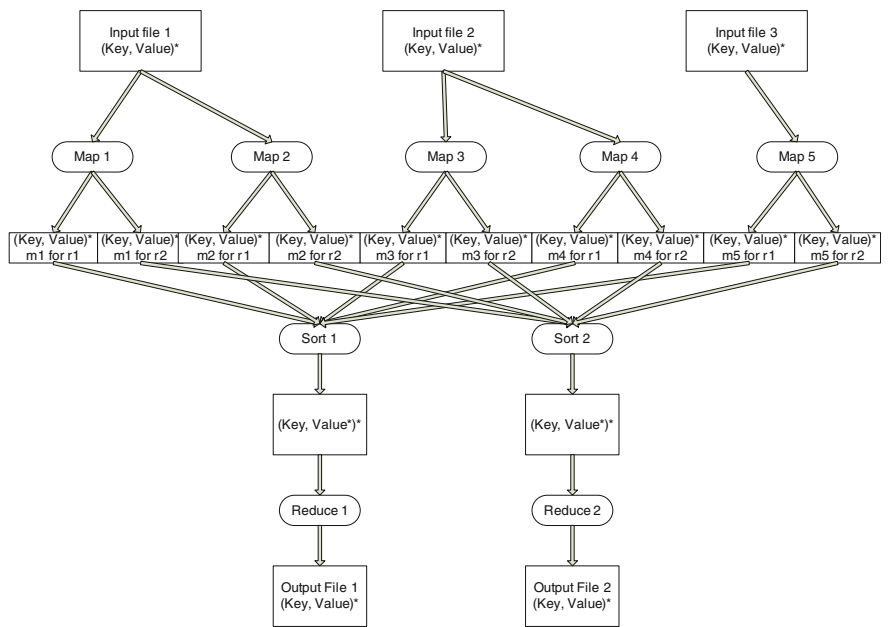 Input file 1
(Key, Value)*
Input file 2
(Key, Value)*
Input file 3
(Key, Value)*
Map 1
Map 2
Map 3
Map 4
Map 5
(Key, Value)*
m1 for r1
(Key, Value)*
m1 for r2
(Key, Value)*
m2 for r1
(Key, Value)*
m2 for r2
(Key, Value)*
m3 for r1
(Key, Value)*
m3 for r2
(Key, Value)*
m4 for r1
(Key, Value)*
m4 for r2
(Key, Value)*
m5 for r1
(Key, Value)*
m5 for r2
Sort 1
Sort 2
(Key, Value*)*
(Key, Value*)*
Reduce 1
Reduce 2
Output File 1
(Key, Value)*
Output File 2
(Key, Value)*